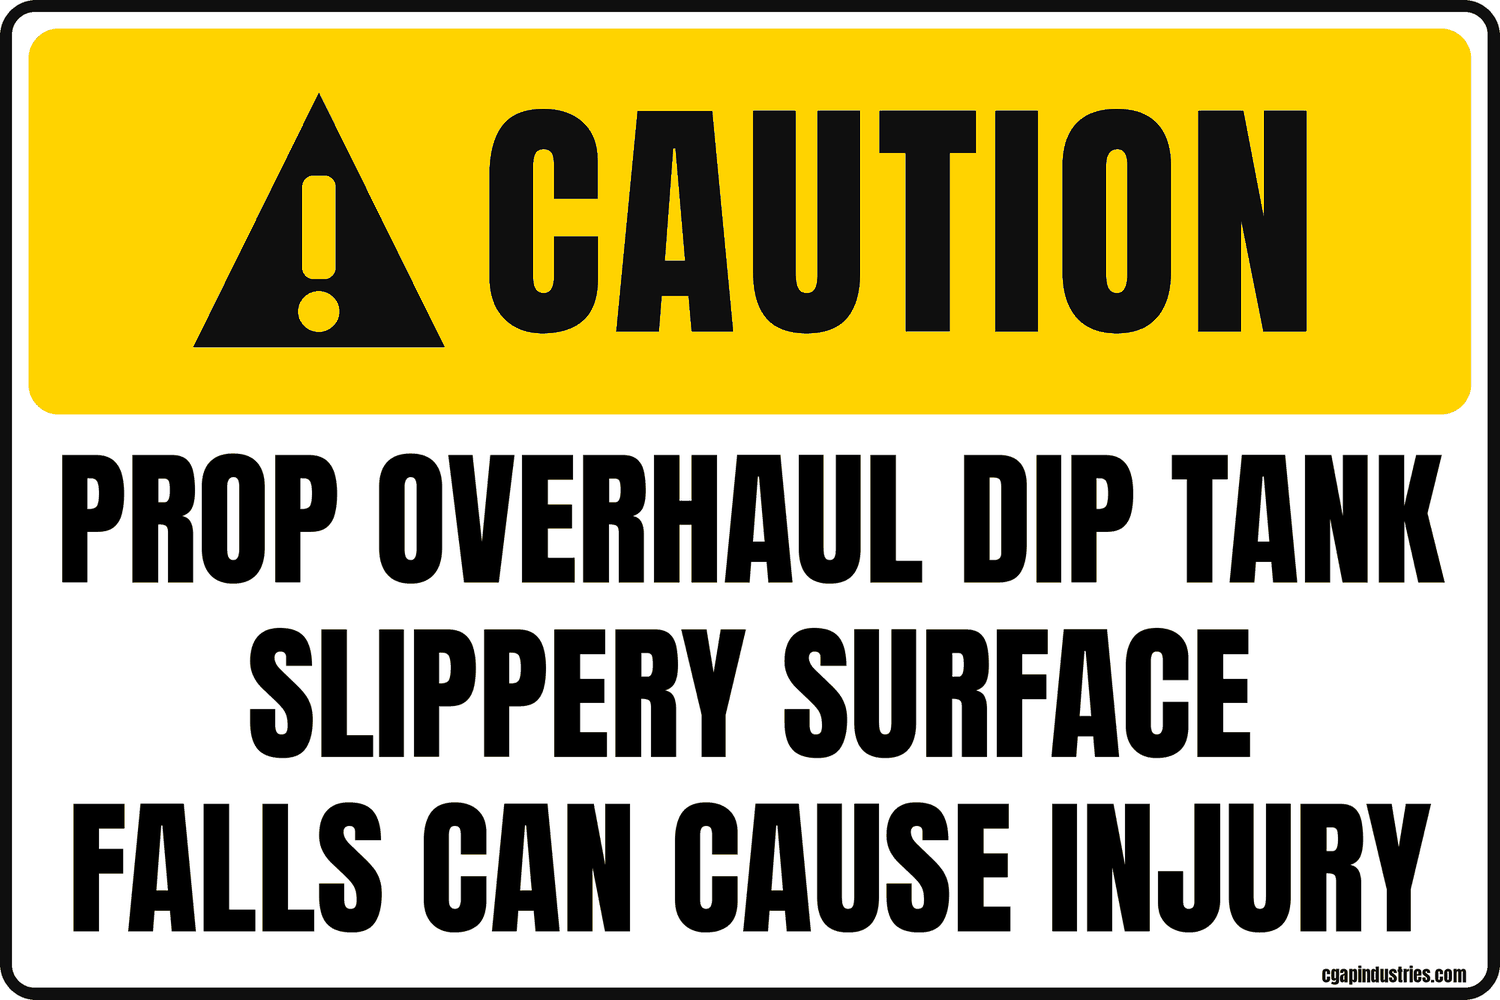 CAUTION
PROP OVERHAUL DIP TANK
SLIPPERY SURFACE
FALLS CAN CAUSE INJURY
cgapindustries.com